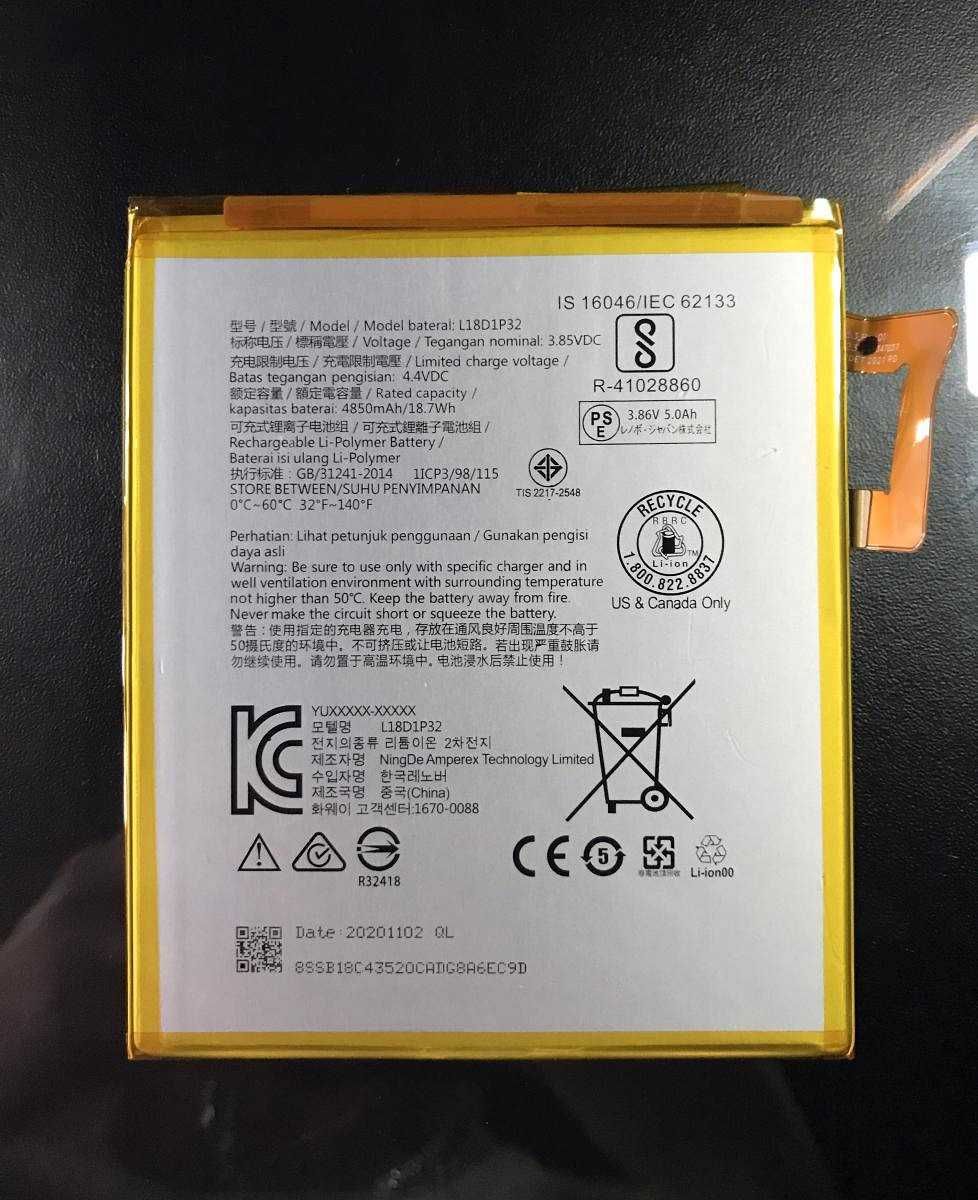 IS 16046/IEC 62133
R-41028860
型号 / 型號 / Model / Model bateral: L18D1P32
标称电压 / 標稱電壓 / Voltage / Tegangan nominal: 3.85VDC
充电限制电压 / 充電限制電壓 / Limited charge voltage /
Batas tegangan pengisian: 4.4VDC
额定容量 / 額定電容量 / Rated capacity /
kapasitas baterai: 4850mAh/18.7Wh
可充式锂离子电池组 / 可充式鋰離子電池組 /
Rechargeable Li-Polymer Battery /
Baterai isi ulang Li-Polymer
执行标准: GB/31241-2014 1ICP3/98/115
STORE BETWEEN/SUHU PENYIMPANAN
0°C~60°C 32°F~140°F
PS
E
3.86V 5.0Ah
レノボ・ジャパン株式会社
TIS 2217-2548
RECYCLE
RBRC
TM
Li-ion
1.800.822.8837
US & Canada Only
Perhatian: Lihat petunjuk penggunaan / Gunakan pengisi
daya asli
Warning: Be sure to use only with specific charger and in
well ventilation environment with surrounding temperature
not higher than 50°C. Keep the battery away from fire.
Never make the circuit short or squeeze the battery.
警告:使用指定的充电器充电,存放在通风良好周围温度不高于
50摄氏度的环境中。不可挤压或让电池短路。若出现严重鼓胀请
勿继续使用。请勿置于高温环境中。电池浸水后禁止使用!
YUXXXXX-XXXXX
모텔명 L18D1P32
전지의종류 리튬이온 2차전지
제조자명 NingDe Amperex Technology Limited
수입자명 한국레노버
제조국명 중국(China)
화웨이 고객센터:1670-0088
R32418
CE
5
廢電池請回收
Li-ion00
Date:20201102 QL
8SSB18C43520CADG8A6EC9D